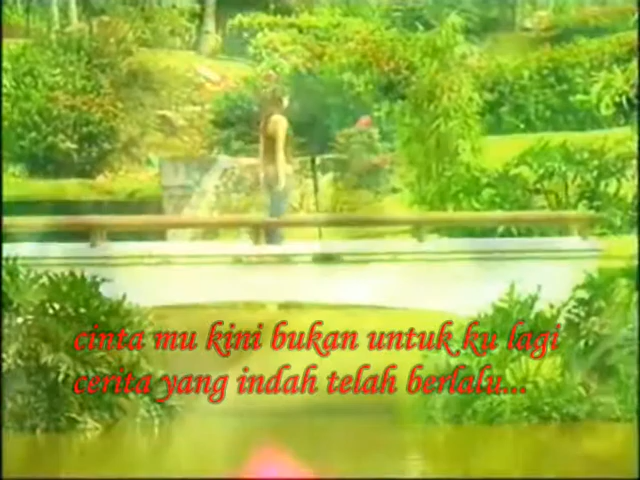 cinta mu kini bukan untuk ku lagi
cerita yang indah telah berlalu...